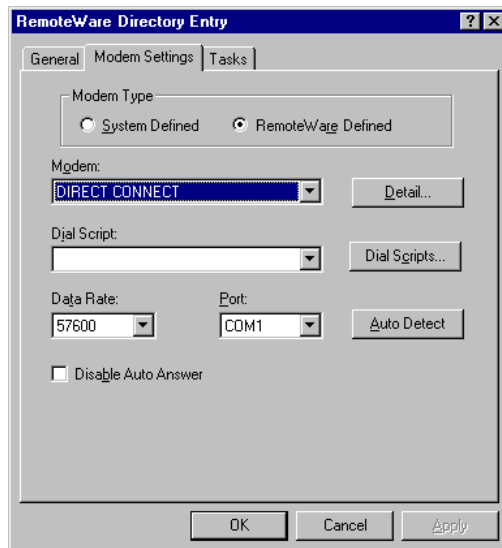 RemoteWare Directory Entry
General Modem Settings Tasks
Modem Type
System Defined RemoteWare Defined
Modem:
DIRECT CONNECT Detail...
Dial Script:
Dial Scripts...
Data Rate: Port:
57600 COM1 Auto Detect
Disable Auto Answer
OK Cancel Apply